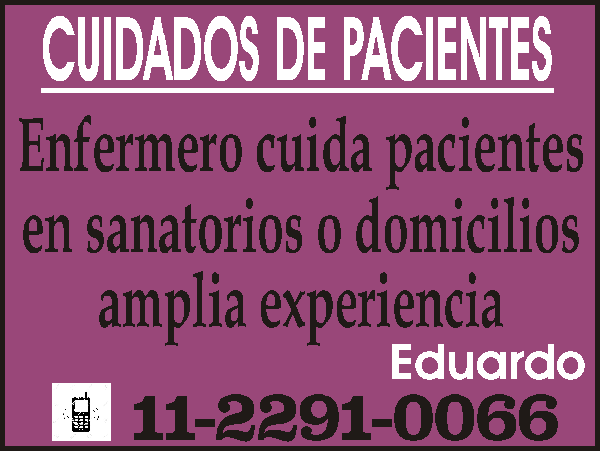 CUIDADOS DE PACIENTES
Enfermero cuida pacientes
en sanatorios o domicilios
amplia experiencia
Eduardo
11-2291-0066